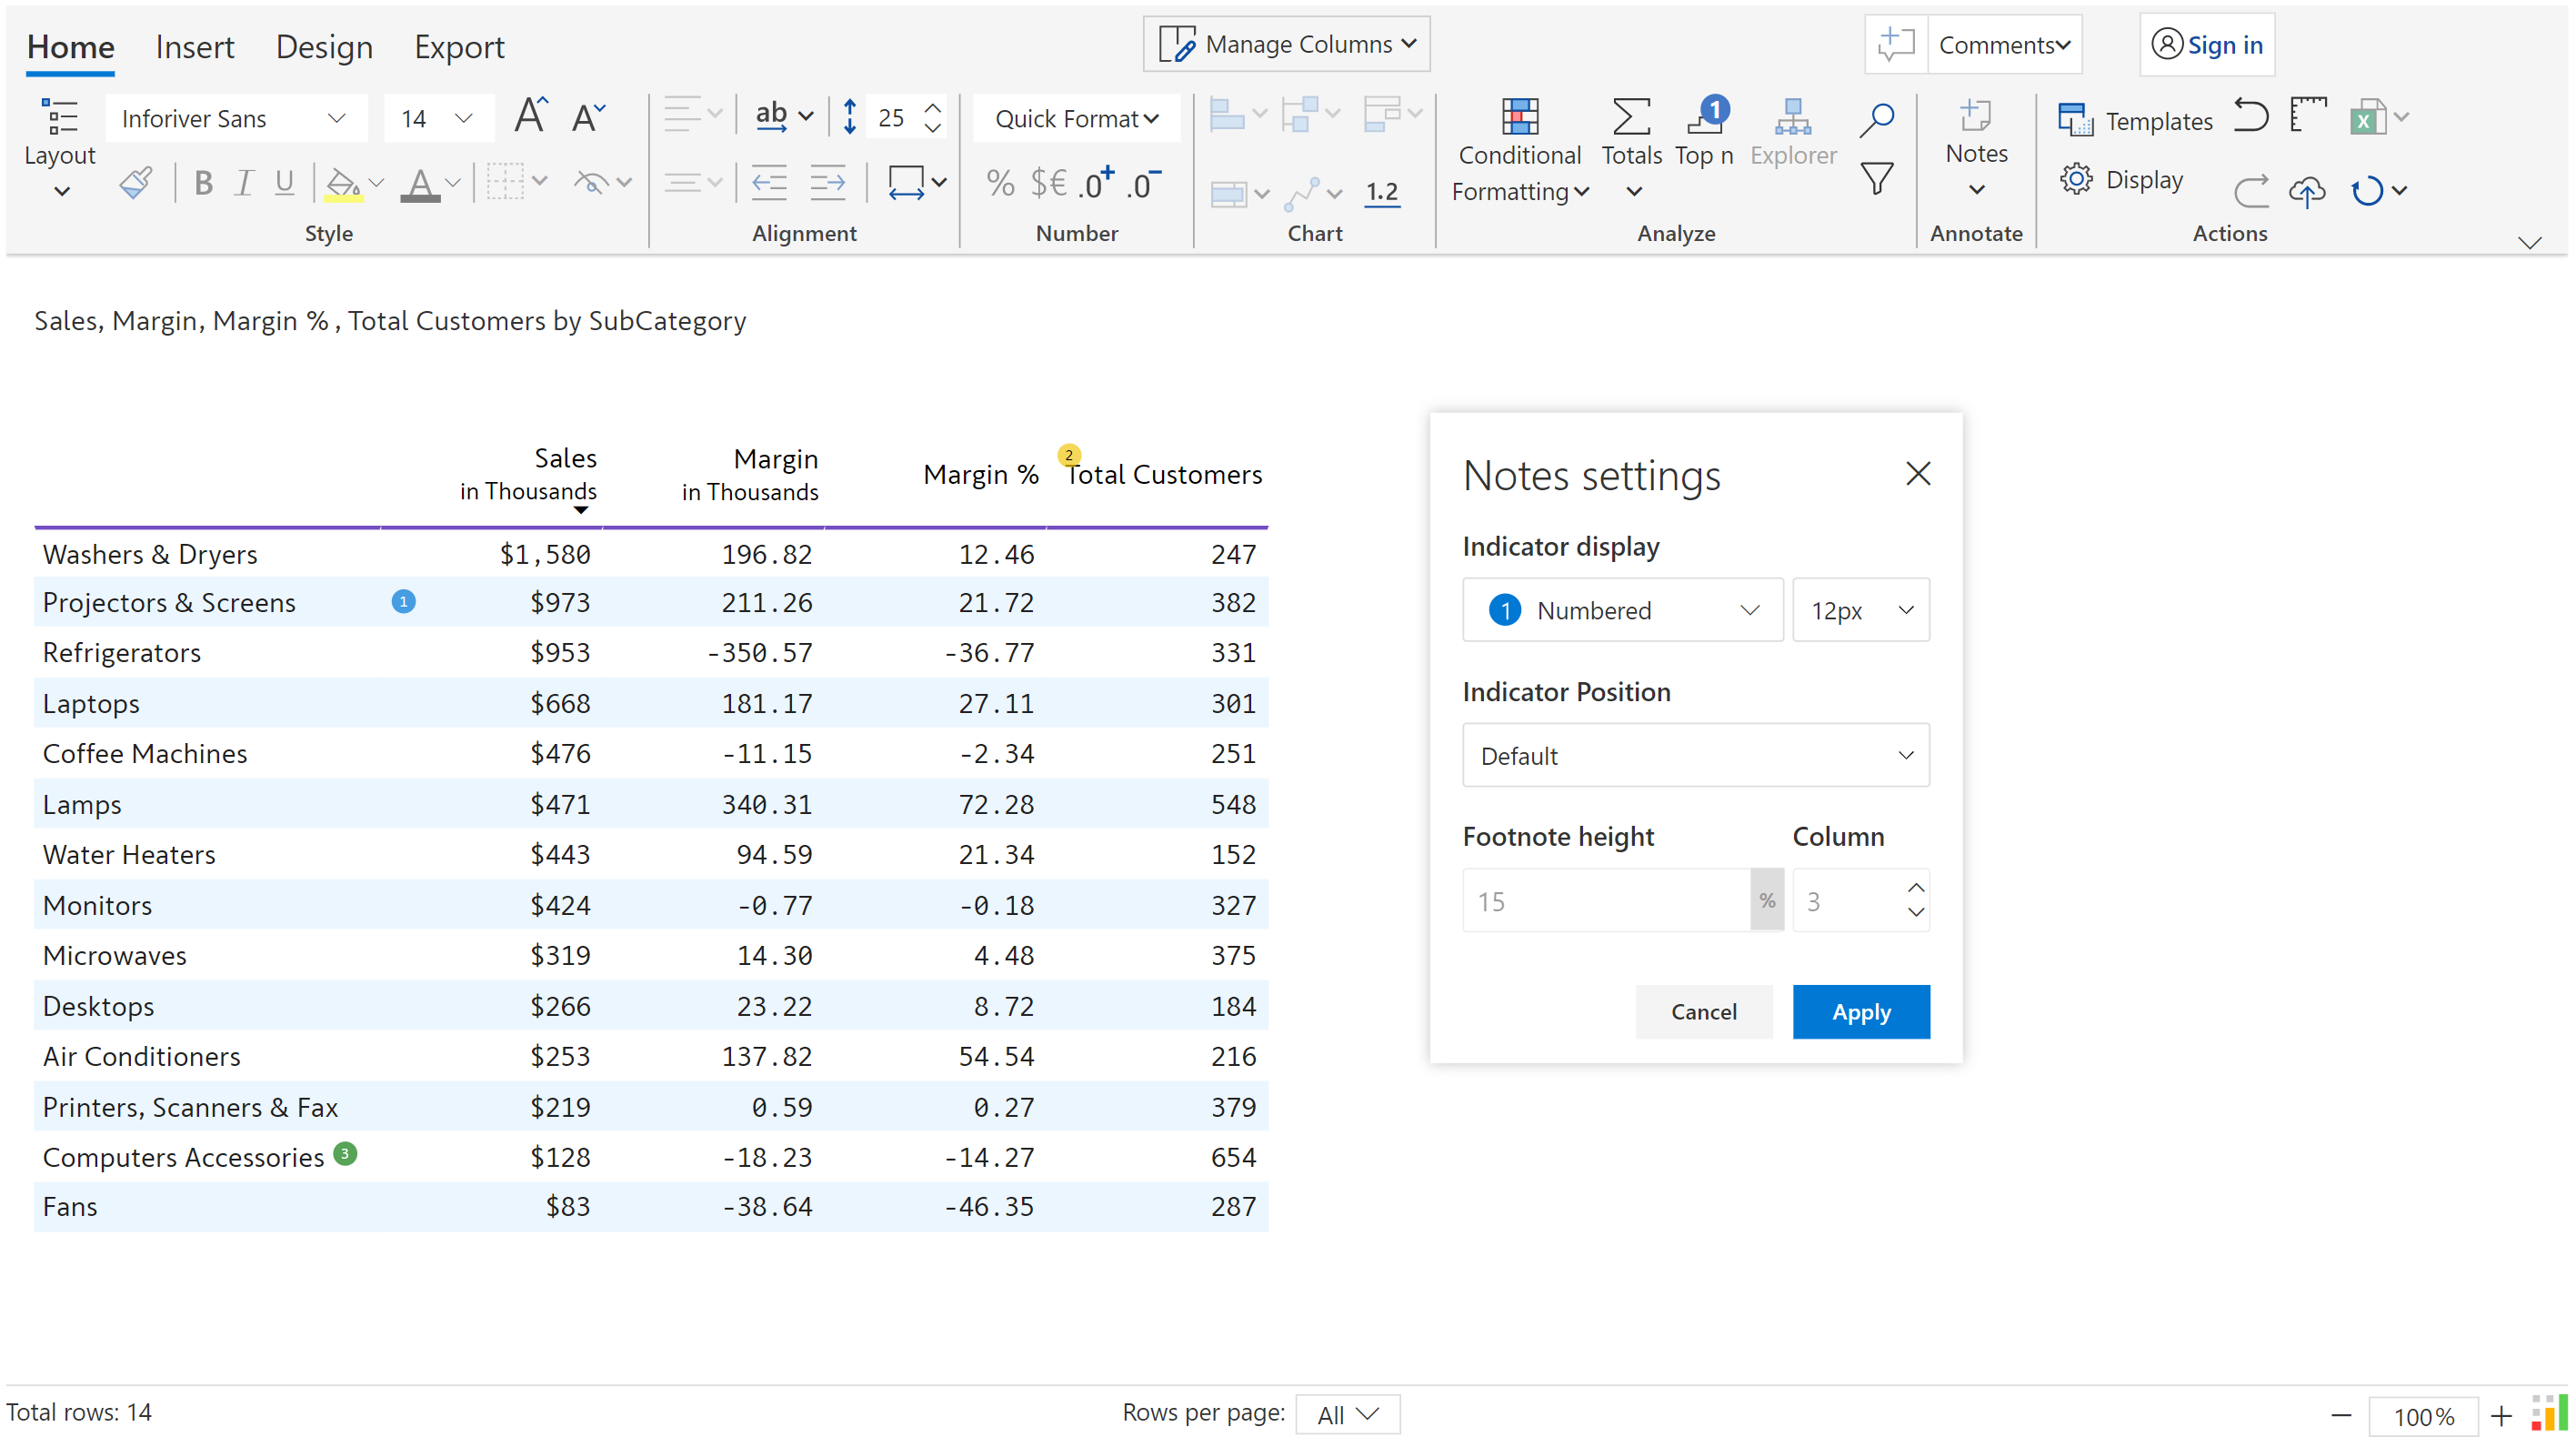 Home Insert Design Export Manage Columns Comments Sign in
Layout Inforiver Sans 14 A A ab 25 Quick Format Conditional Formatting Totals 1 Top n Explorer Notes Templates
B I U A % $€ .0+ .0- 1.2 Display
Style Alignment Number Chart Analyze Annotate Actions
Sales, Margin, Margin % , Total Customers by SubCategory
Sales in Thousands Margin in Thousands Margin % 2 Total Customers
Washers & Dryers $1,580 196.82 12.46 247
Projectors & Screens 1 $973 211.26 21.72 382
Refrigerators $953 -350.57 -36.77 331
Laptops $668 181.17 27.11 301
Coffee Machines $476 -11.15 -2.34 251
Lamps $471 340.31 72.28 548
Water Heaters $443 94.59 21.34 152
Monitors $424 -0.77 -0.18 327
Microwaves $319 14.30 4.48 375
Desktops $266 23.22 8.72 184
Air Conditioners $253 137.82 54.54 216
Printers, Scanners & Fax $219 0.59 0.27 379
Computers Accessories 3 $128 -18.23 -14.27 654
Fans $83 -38.64 -46.35 287
Notes settings
Indicator display
1 Numbered 12px
Indicator Position
Default
Footnote height Column
15 % 3
Cancel Apply
Total rows: 14 Rows per page: All 100%